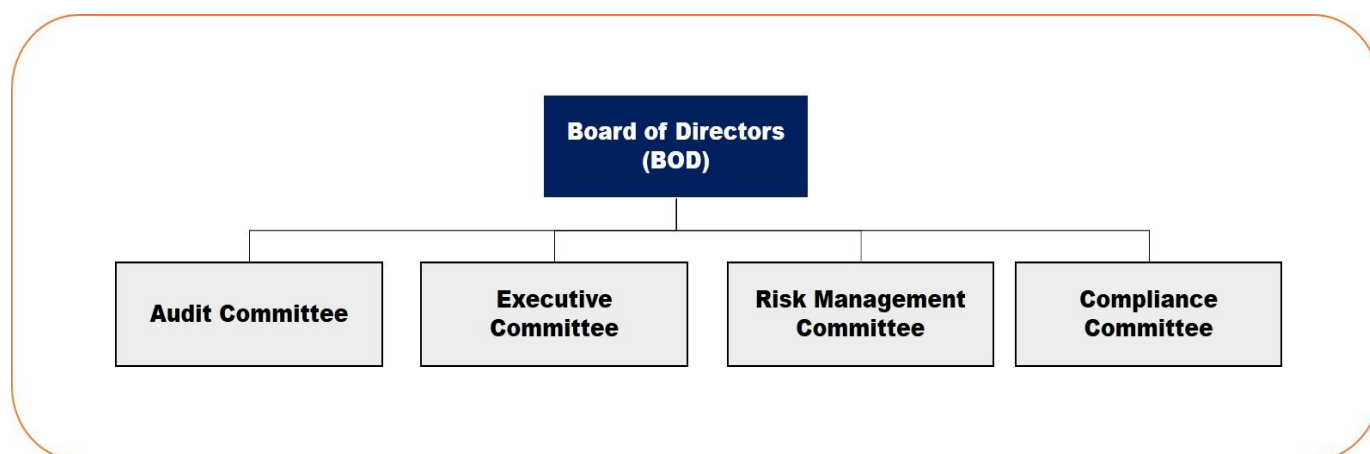 Board of Directors
(BOD)
Audit Committee
Executive
Committee
Risk Management
Committee
Compliance
Committee